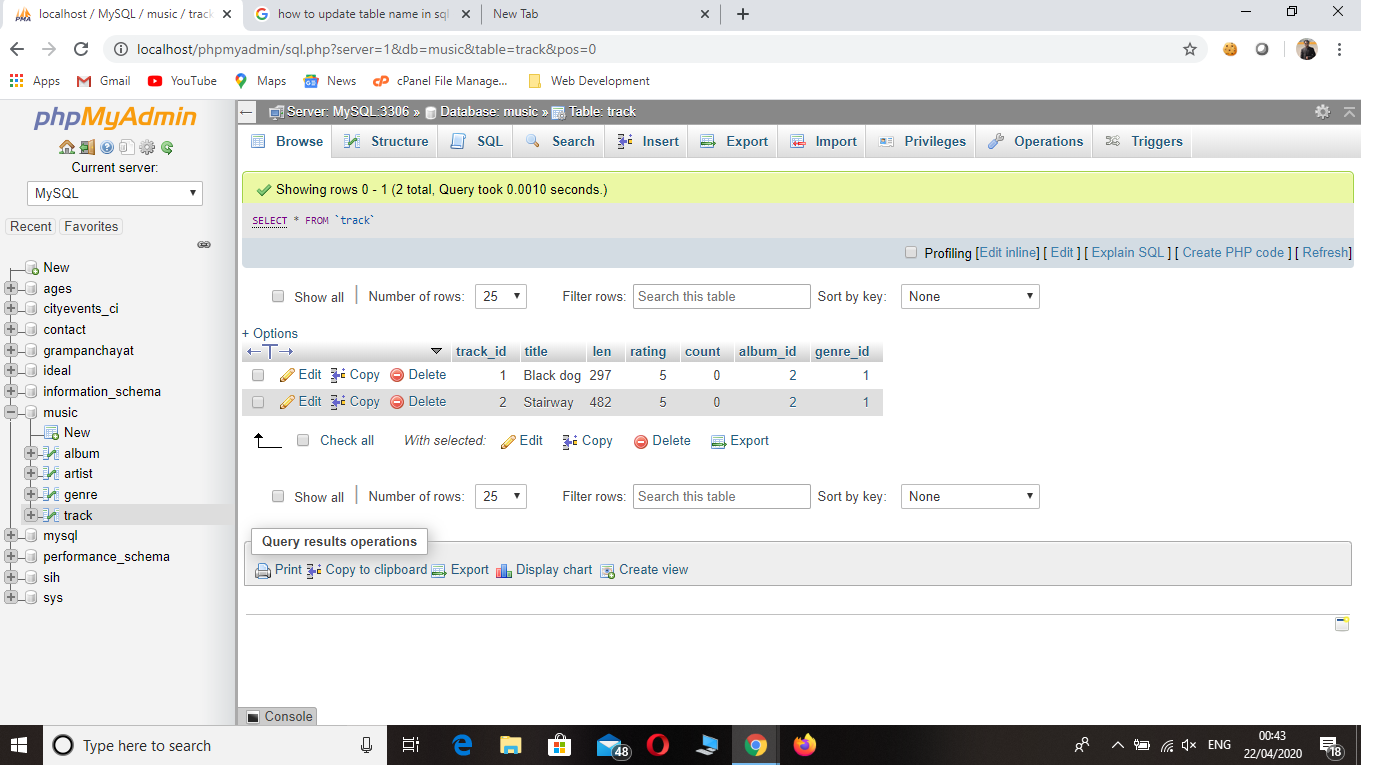 localhost / MySQL / music / track
how to update table name in sql
New Tab
localhost/phpmyadmin/sql.php?server=1&db=music&table=track&pos=0
Apps Gmail YouTube Maps News cPanel File Manage... Web Development
phpMyAdmin
Current server:
MySQL
Recent Favorites
New
ages
cityevents_ci
contact
grampanchayat
ideal
information_schema
music
New
album
artist
genre
track
mysql
performance_schema
sih
sys
Server: MySQL:3306 » Database: music » Table: track
Browse Structure SQL Search Insert Export Import Privileges Operations Triggers
Showing rows 0 - 1 (2 total, Query took 0.0010 seconds.)
SELECT * FROM `track`
Profiling [Edit inline] [ Edit ] [ Explain SQL ] [ Create PHP code ] [ Refresh]
Show all Number of rows: 25 Filter rows: Search this table Sort by key: None
+ Options
←T→ track_id title len rating count album_id genre_id
Edit Copy Delete 1 Black dog 297 5 0 2 1
Edit Copy Delete 2 Stairway 482 5 0 2 1
Check all With selected: Edit Copy Delete Export
Show all Number of rows: 25 Filter rows: Search this table Sort by key: None
Query results operations
Print Copy to clipboard Export Display chart Create view
Console
Type here to search
48
ENG
00:43
22/04/2020
18